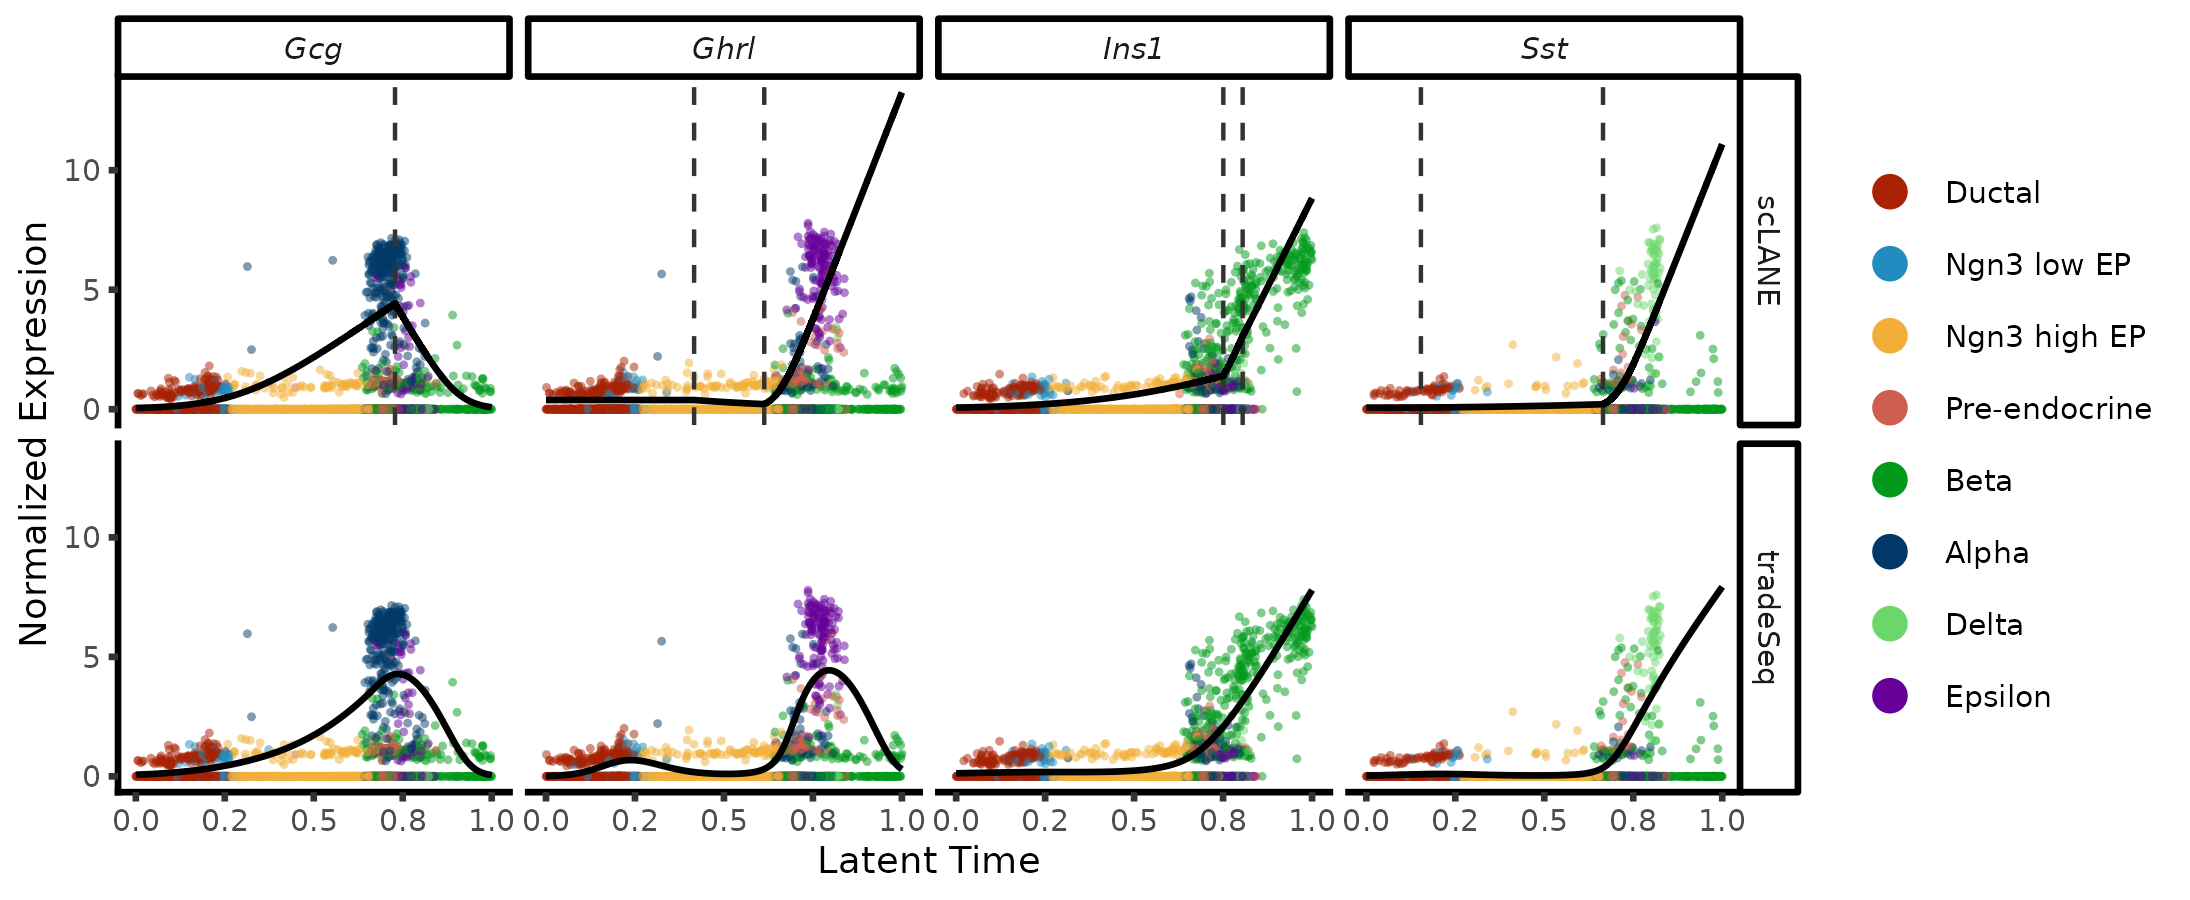 Gcg Ghrl Ins1 Sst
10
5
0
scLANE
10
5
0
tradeSeq
0.0 0.2 0.5 0.8 1.0 0.0 0.2 0.5 0.8 1.0 0.0 0.2 0.5 0.8 1.0 0.0 0.2 0.5 0.8 1.0
Latent Time
Normalized Expression
Ductal
Ngn3 low EP
Ngn3 high EP
Pre-endocrine
Beta
Alpha
Delta
Epsilon